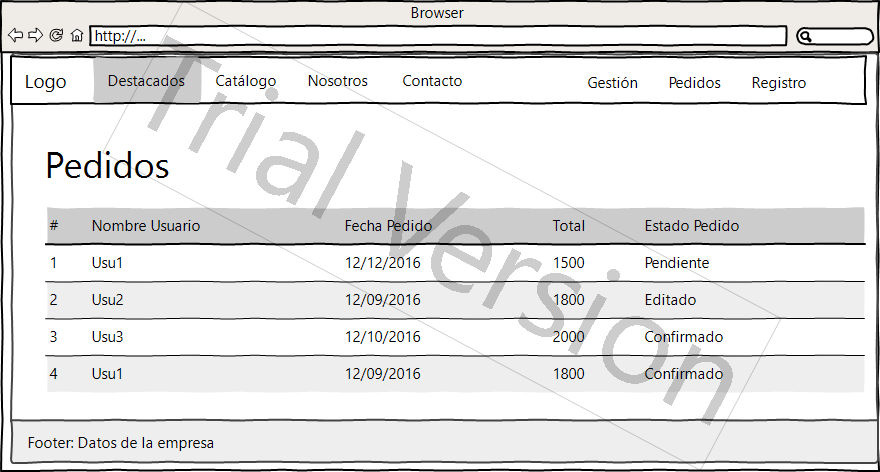 Browser
http://...
Logo Destacados Catálogo Nosotros Contacto Gestión Pedidos Registro
Pedidos
# Nombre Usuario Fecha Pedido Total Estado Pedido
1 Usu1 12/12/2016 1500 Pendiente
2 Usu2 12/09/2016 1800 Editado
3 Usu3 12/10/2016 2000 Confirmado
4 Usu1 12/09/2016 1800 Confirmado
Footer: Datos de la empresa
Trial Version